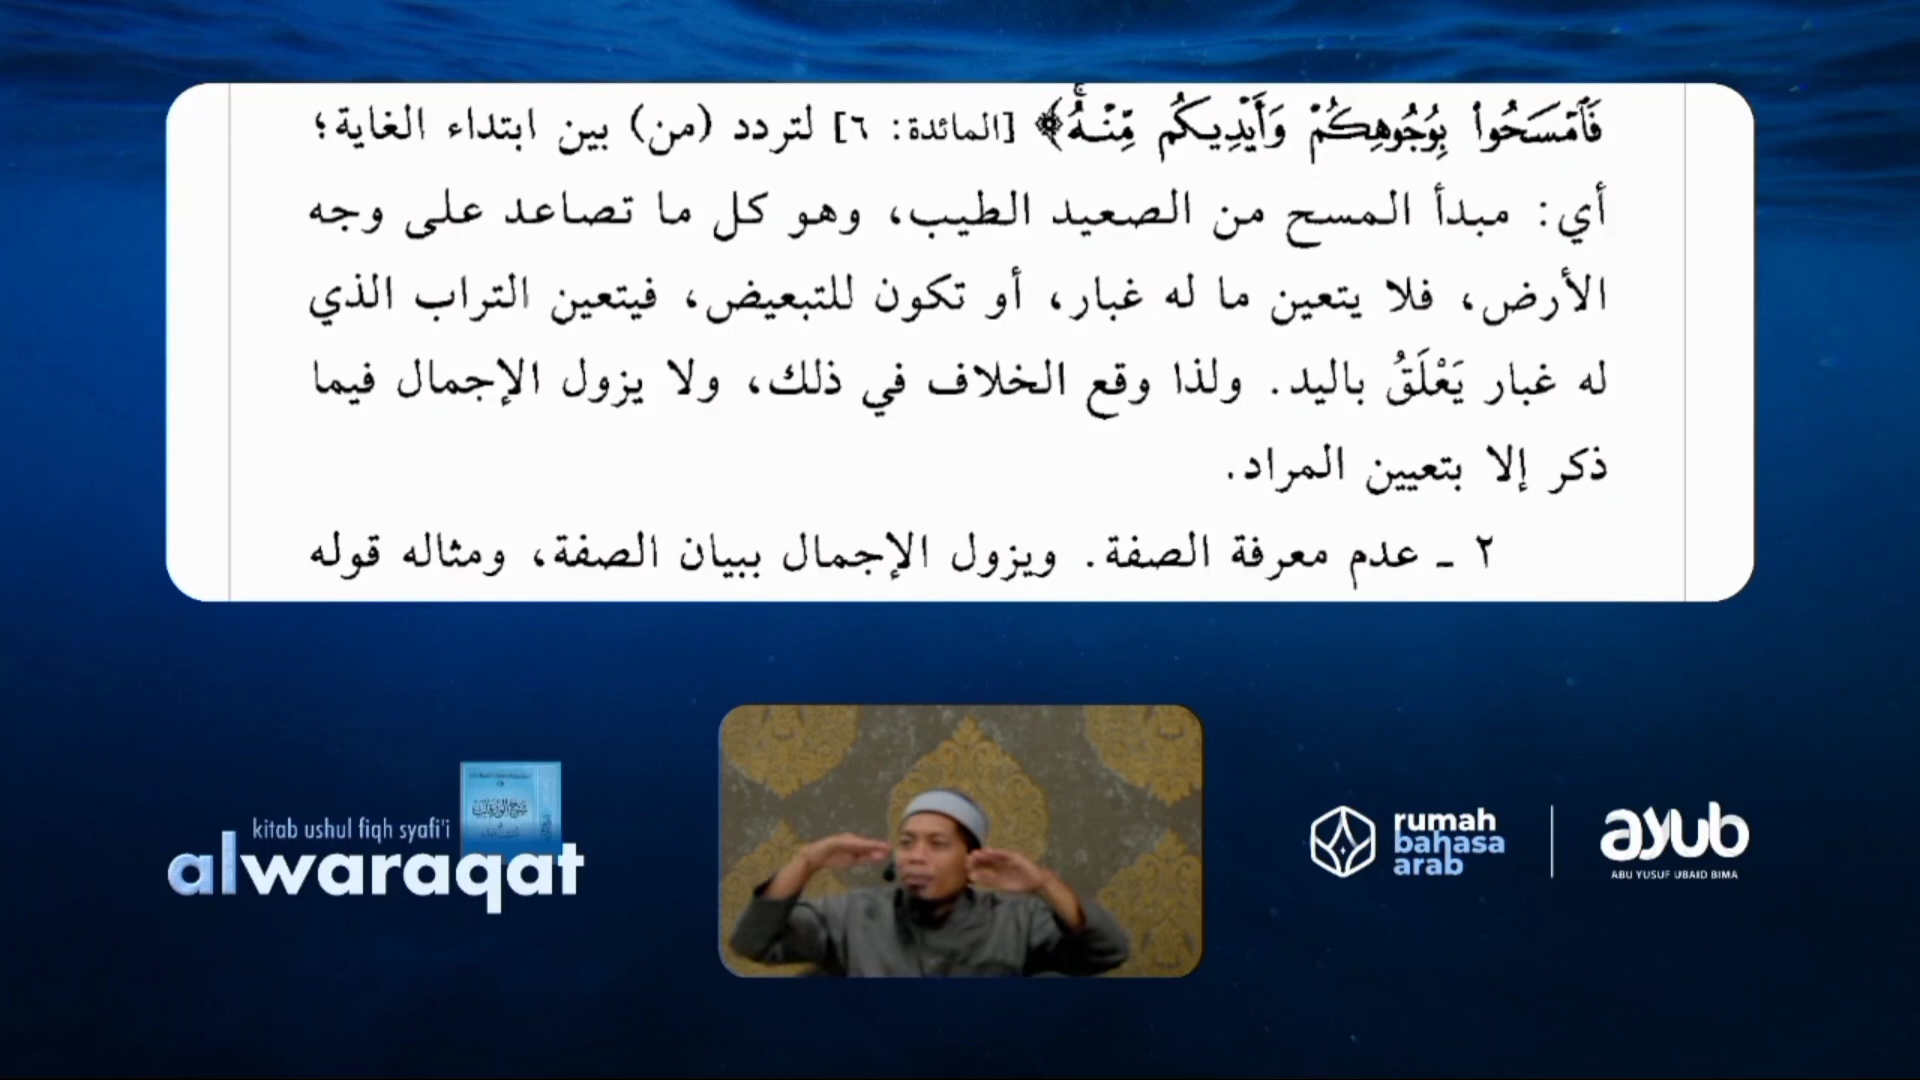 فَٱمۡسَحُواْ بِوُجُوهِكُمۡ وَأَيۡدِيكُم مِّنۡهُۚ﴾ [المائدة: ٦] لتردد (من) بين ابتداء الغاية؛
أي: مبدأ المسح من الصعيد الطيب، وهو كل ما تصاعد على وجه
الأرض، فلا يتعين ما له غبار، أو تكون للتبعيض، فيتعين التراب الذي
له غبار يَعْلَقُ باليد. ولذا وقع الخلاف في ذلك، ولا يزول الإجمال فيما
ذكر إلا بتعيين المراد.
٢ ـ عدم معرفة الصفة. ويزول الإجمال ببيان الصفة، ومثاله قوله
kitab ushul fiqh syafi'i
alwaraqat
rumah
bahasa
arab
ayub
ABU YUSUF UBAID BIMA